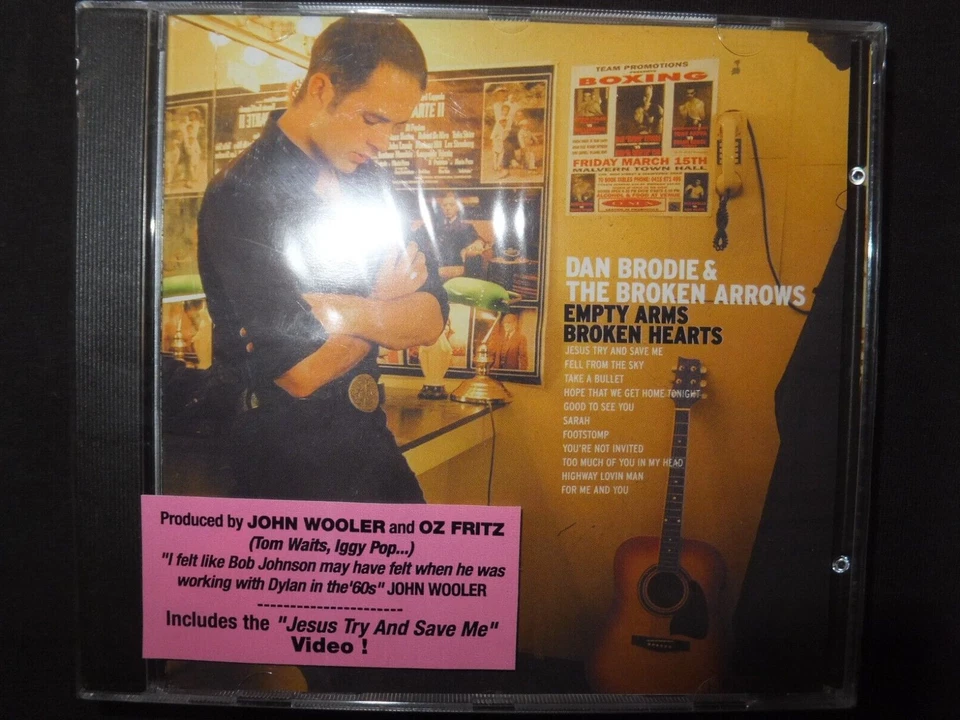 TEAM PROMOTIONS
BOXING
FRIDAY MARCH 15TH
MALVERN TOWN HALL
PARTE II
DAN BRODIE &
THE BROKEN ARROWS
EMPTY ARMS
BROKEN HEARTS
JESUS TRY AND SAVE ME
FELL FROM THE SKY
TAKE A BULLET
HOPE THAT WE GET HOME TONIGHT
GOOD TO SEE YOU
SARAH
FOOTSTOMP
YOU'RE NOT INVITED
TOO MUCH OF YOU IN MY HEAD
HIGHWAY LOVIN MAN
FOR ME AND YOU
Produced by JOHN WOOLER and OZ FRITZ
(Tom Waits, Iggy Pop...)
"I felt like Bob Johnson may have felt when he was
working with Dylan in the'60s" JOHN WOOLER
-----------------------
Includes the "Jesus Try And Save Me"
Video !